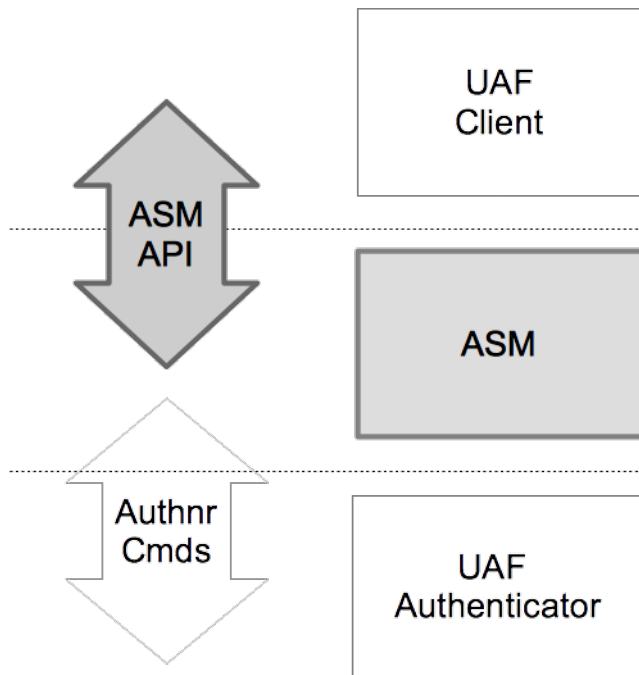 UAF
Client
ASM
API
ASM
Authnr
Cmds
UAF
Authenticator